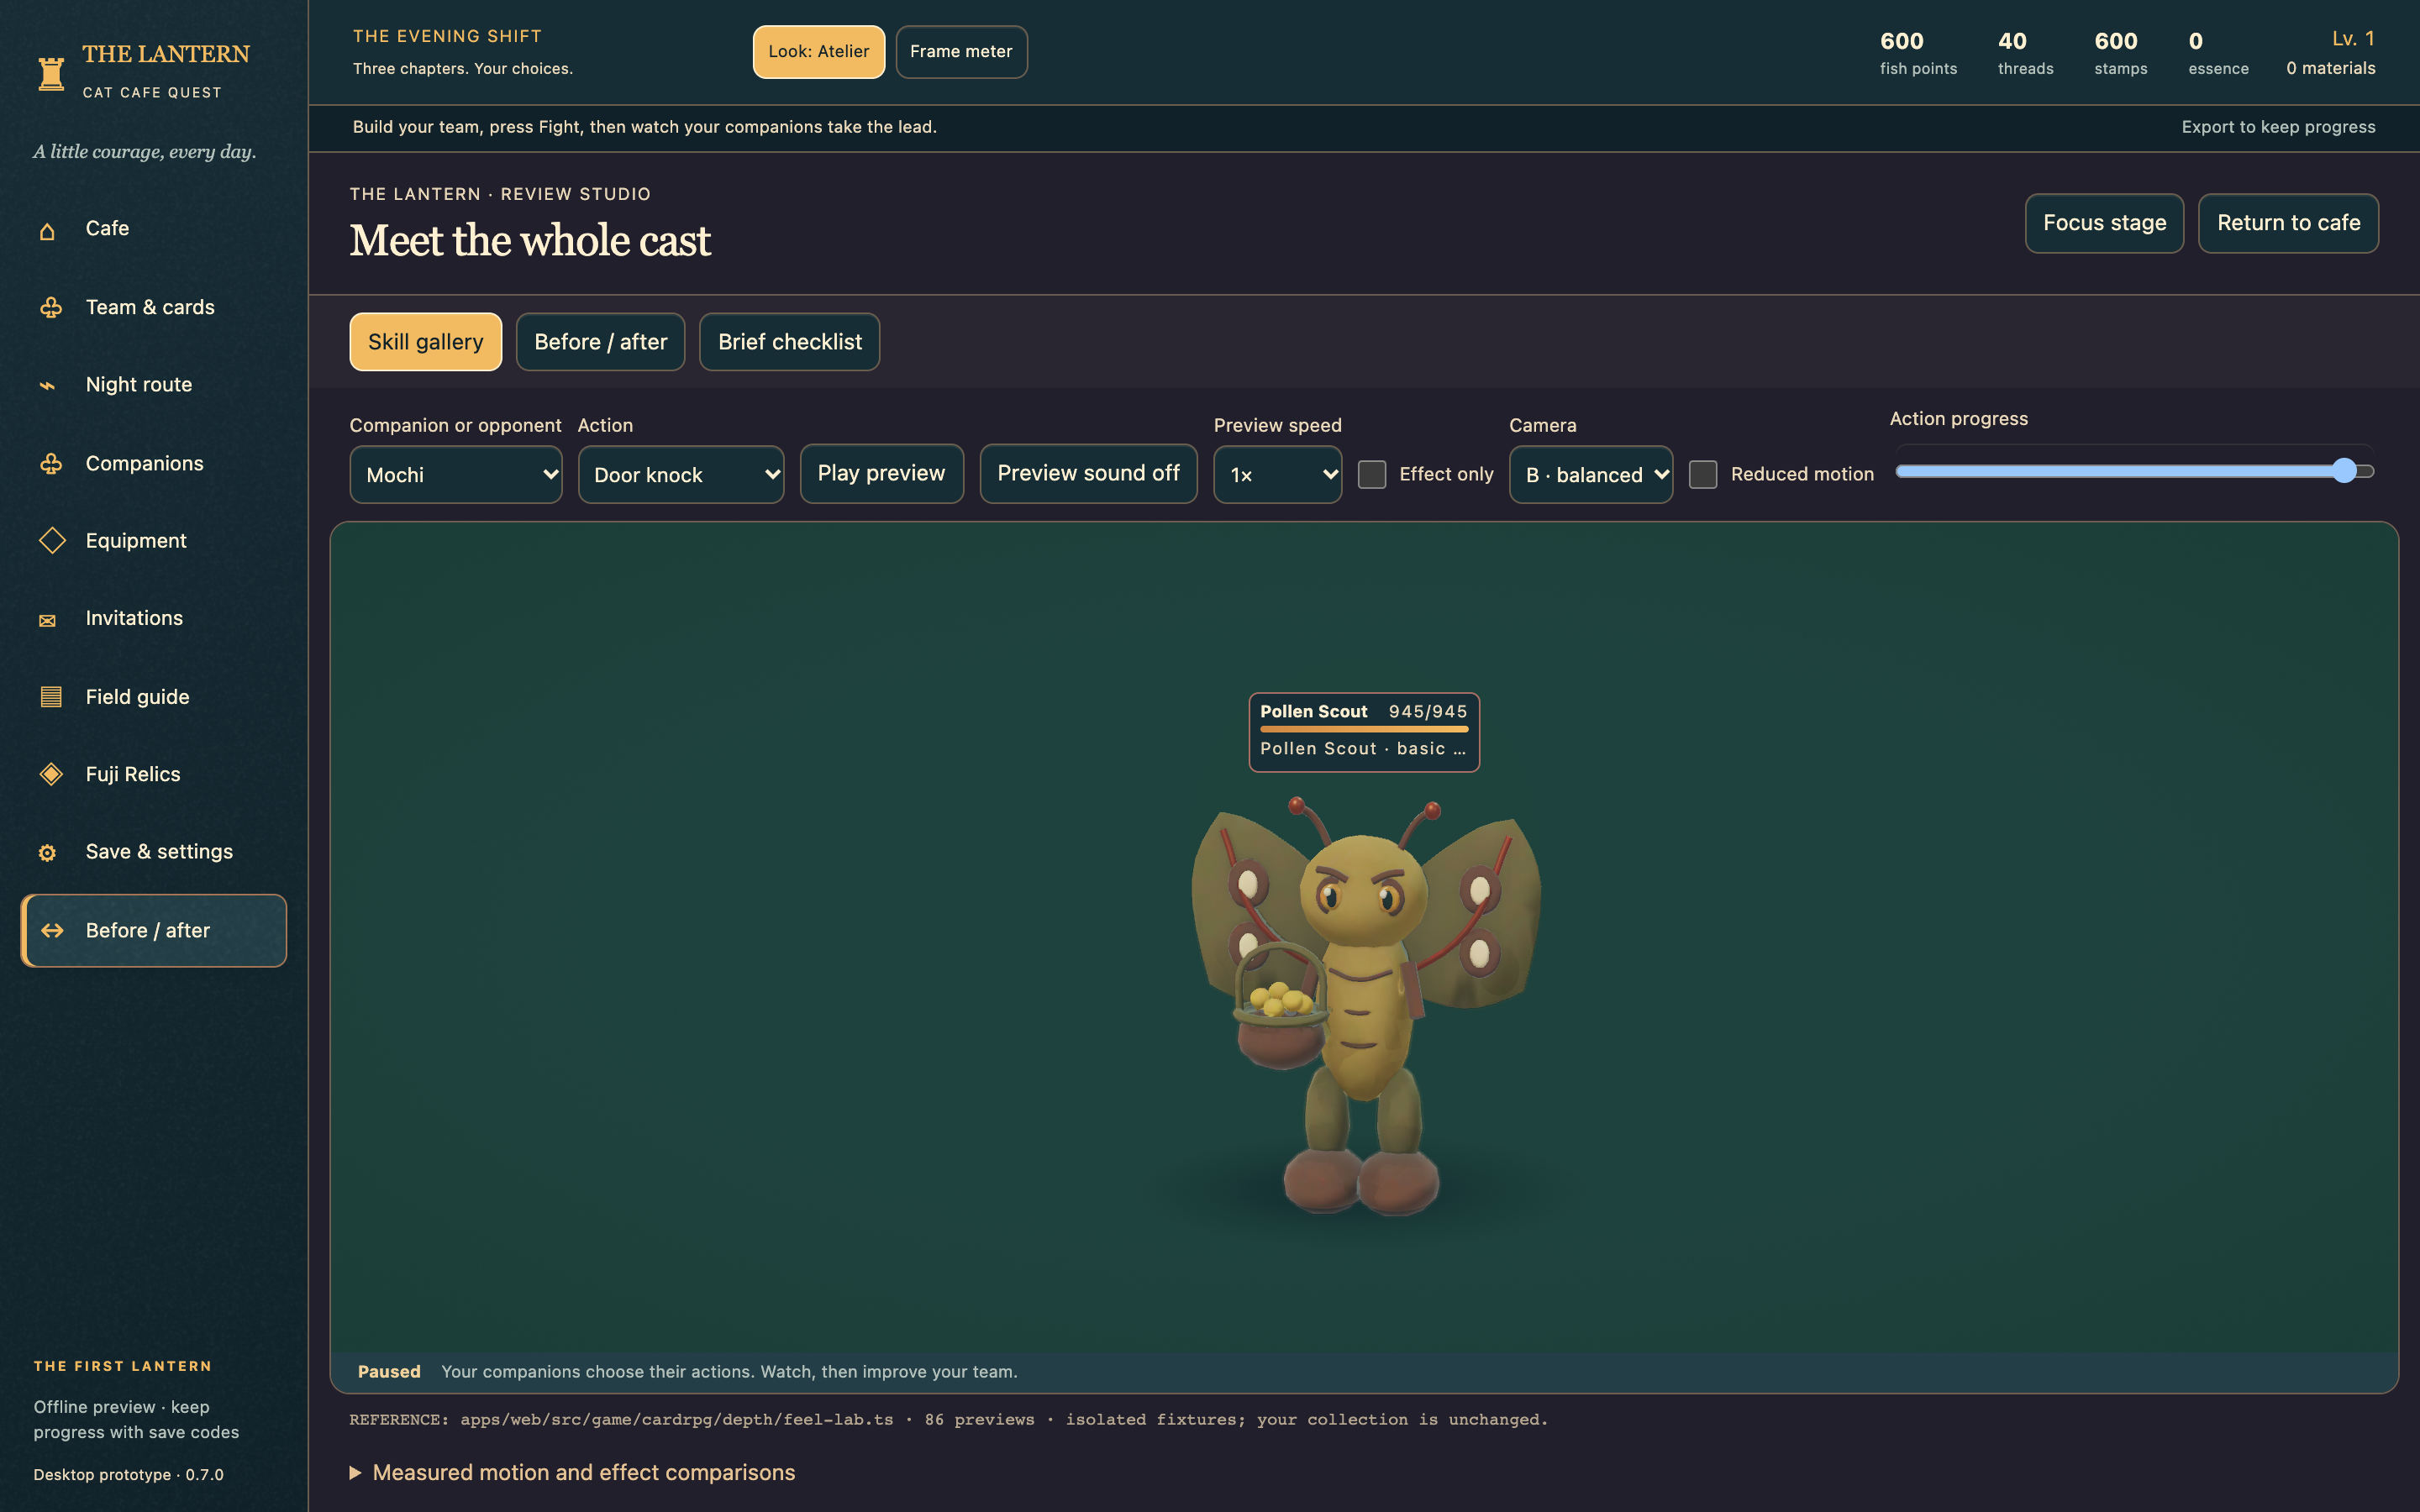 THE LANTERN
CAT CAFE QUEST
A little courage, every day.
Cafe
Team & cards
Night route
Companions
Equipment
Invitations
Field guide
Fuji Relics
Save & settings
Before / after
THE FIRST LANTERN
Offline preview · keep
progress with save codes
Desktop prototype · 0.7.0
THE EVENING SHIFT
Three chapters. Your choices.
Look: Atelier
Frame meter
600 fish points
40 threads
600 stamps
0 essence
Lv. 1
0 materials
Build your team, press Fight, then watch your companions take the lead.
Export to keep progress
THE LANTERN · REVIEW STUDIO
Meet the whole cast
Focus stage
Return to cafe
Skill gallery
Before / after
Brief checklist
Companion or opponent
Mochi
Action
Door knock
Play preview
Preview sound off
Preview speed
1×
Effect only
Camera
B · balanced
Reduced motion
Action progress
Pollen Scout 945/945
Pollen Scout · basic ...
Paused Your companions choose their actions. Watch, then improve your team.
REFERENCE: apps/web/src/game/cardrpg/depth/feel-lab.ts · 86 previews · isolated fixtures; your collection is unchanged.
Measured motion and effect comparisons